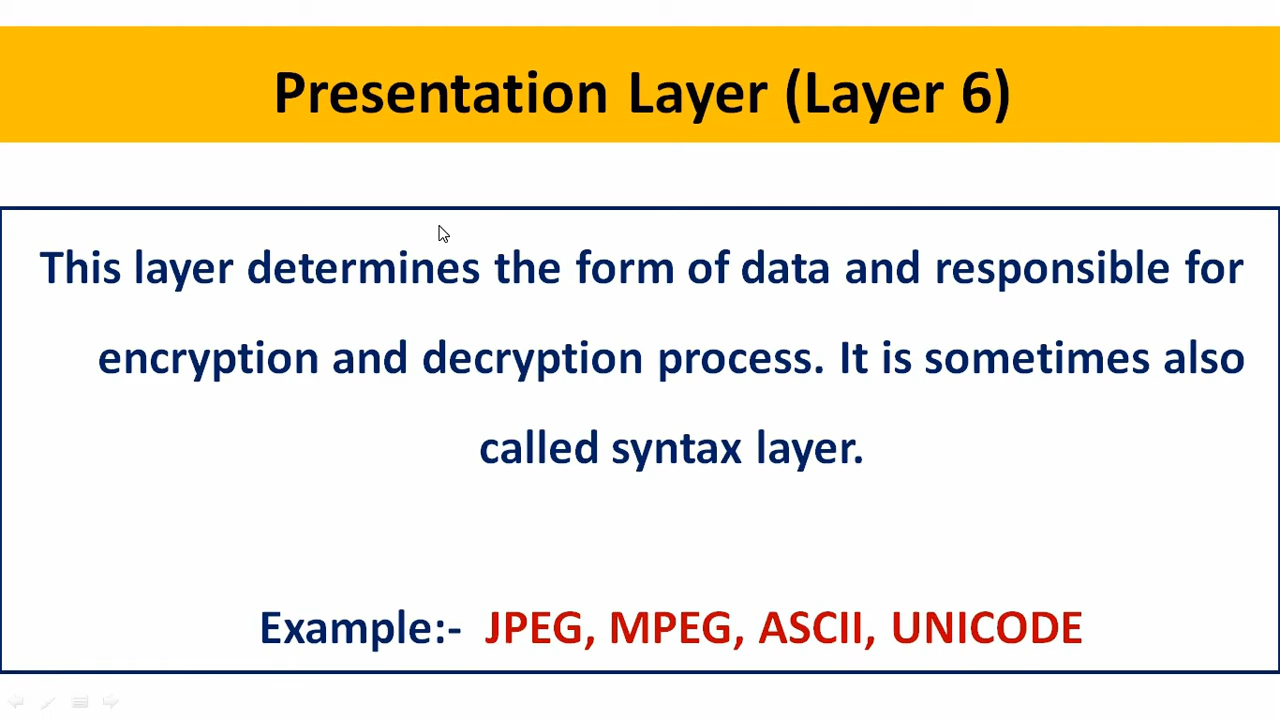 Presentation Layer (Layer 6)
This layer determines the form of data and responsible for
encryption and decryption process. It is sometimes also
called syntax layer.
Example:- JPEG, MPEG, ASCII, UNICODE